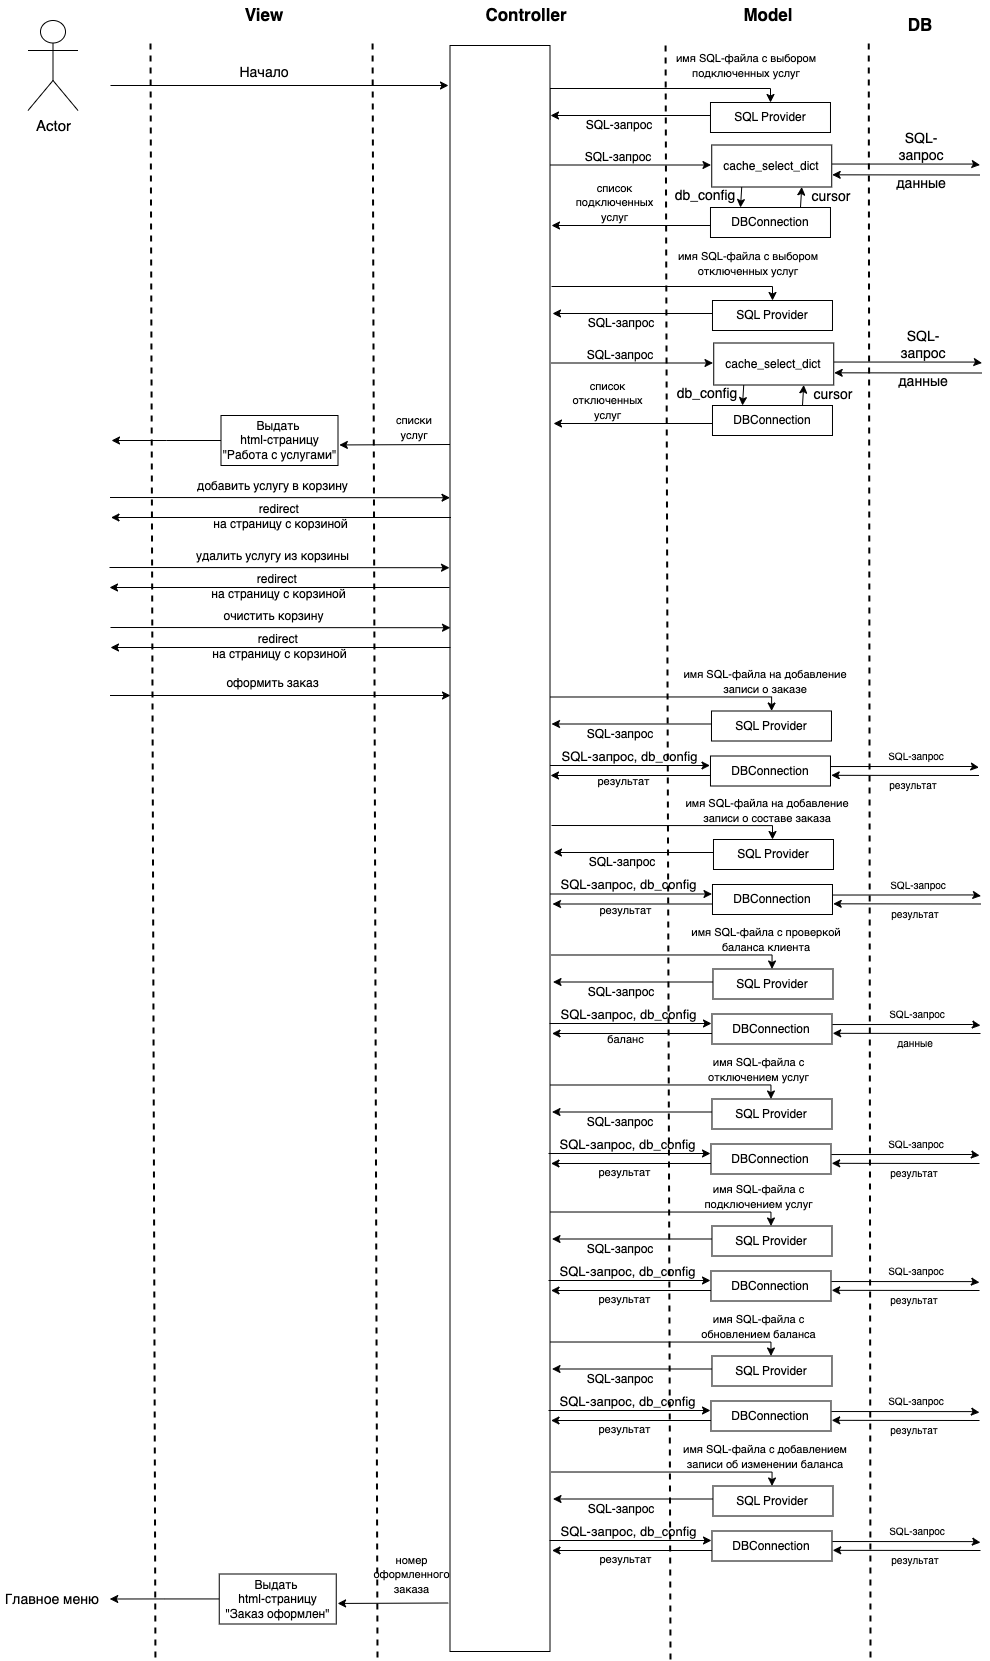 View
Controller
Model
DB
Actor
Начало
имя SQL-файла с выбором
подключенных услуг
SQL Provider
SQL-запрос
SQL-запрос
cache_select_dict
SQL-
запрос
данные
db_config
cursor
список
подключенных
услуг
DBConnection
имя SQL-файла с выбором
отключенных услуг
SQL Provider
SQL-запрос
SQL-запрос
cache_select_dict
SQL-
запрос
данные
db_config
cursor
список
отключенных
услуг
DBConnection
списки
услуг
Выдать
html-страницу
"Работа с услугами"
добавить услугу в корзину
redirect
на страницу с корзиной
удалить услугу из корзины
redirect
на страницу с корзиной
очистить корзину
redirect
на страницу с корзиной
оформить заказ
имя SQL-файла на добавление
записи о заказе
SQL Provider
SQL-запрос
SQL-запрос, db_config
DBConnection
SQL-запрос
результат
результат
имя SQL-файла на добавление
записи о составе заказа
SQL Provider
SQL-запрос
SQL-запрос, db_config
DBConnection
SQL-запрос
результат
результат
имя SQL-файла с проверкой
баланса клиента
SQL Provider
SQL-запрос
SQL-запрос, db_config
DBConnection
SQL-запрос
баланс
данные
имя SQL-файла с
отключением услуг
SQL Provider
SQL-запрос
SQL-запрос, db_config
DBConnection
SQL-запрос
результат
результат
имя SQL-файла с
подключением услуг
SQL Provider
SQL-запрос
SQL-запрос, db_config
DBConnection
SQL-запрос
результат
результат
имя SQL-файла с
обновлением баланса
SQL Provider
SQL-запрос
SQL-запрос, db_config
DBConnection
SQL-запрос
результат
результат
имя SQL-файла с добавлением
записи об изменении баланса
SQL Provider
SQL-запрос
SQL-запрос, db_config
DBConnection
SQL-запрос
результат
результат
номер
оформленного
заказа
Выдать
html-страницу
"Заказ оформлен"
Главное меню